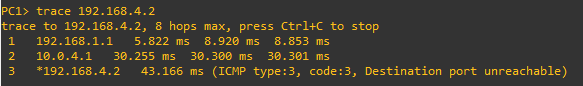 PC1> trace 192.168.4.2
trace to 192.168.4.2, 8 hops max, press Ctrl+C to stop
1 192.168.1.1 5.822 ms 8.920 ms 8.853 ms
2 10.0.4.1 30.255 ms 30.300 ms 30.301 ms
3 *192.168.4.2 43.166 ms (ICMP type:3, code:3, Destination port unreachable)